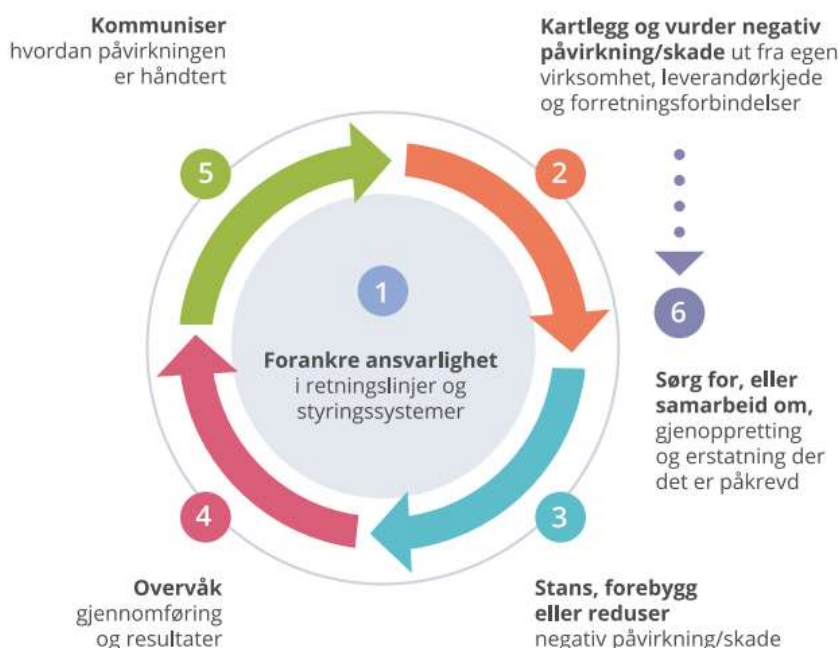 1
Forankre ansvarlighet
i retningslinjer og
styringssystemer
2
Kartlegg og vurder negativ
påvirkning/skade ut fra egen
virksomhet, leverandørkjede
og forretningsforbindelser
3
Stans, forebygg
eller reduser
negativ påvirkning/skade
4
Overvåk
gjennomføring
og resultater
5
Kommuniser
hvordan påvirkningen
er håndtert
6
Sørg for, eller
samarbeid om,
gjenoppretting
og erstatning der
det er påkrevd